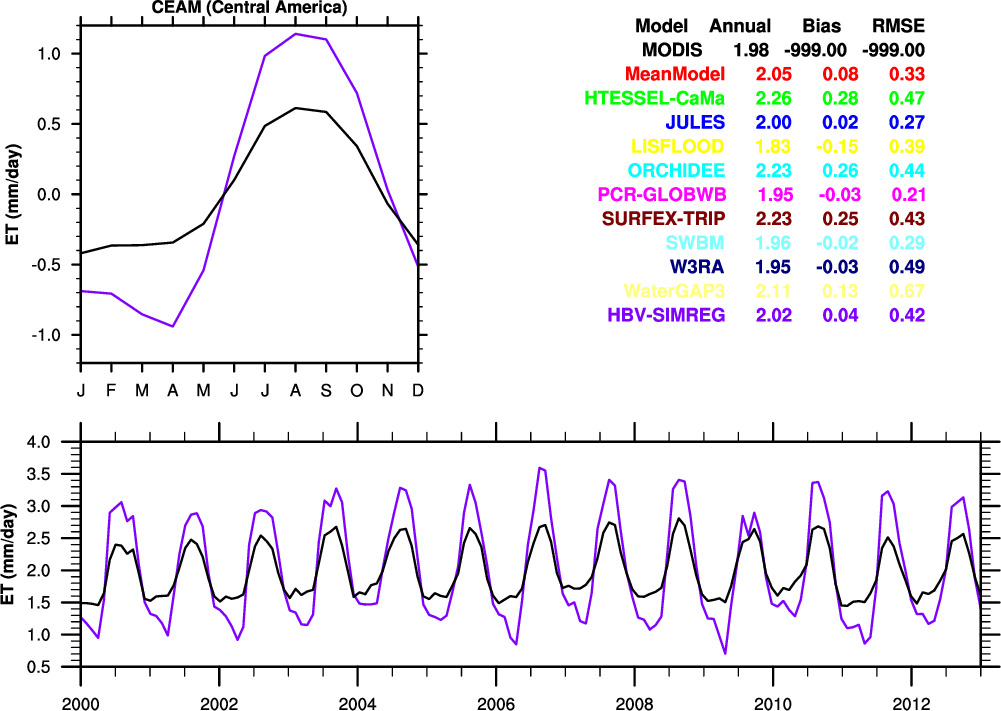 CEAM (Central America)
ET (mm/day)
1.0
0.5
0.0
-0.5
-1.0
J F M A M J J A S O N D
Model Annual Bias RMSE
MODIS 1.98 -999.00 -999.00
MeanModel 2.05 0.08 0.33
HTESSEL-CaMa 2.26 0.28 0.47
JULES 2.00 0.02 0.27
LISFLOOD 1.83 -0.15 0.39
ORCHIDEE 2.23 0.26 0.44
PCR-GLOBWB 1.95 -0.03 0.21
SURFEX-TRIP 2.23 0.25 0.43
SWBM 1.96 -0.02 0.29
W3RA 1.95 -0.03 0.49
WaterGAP3 2.11 0.13 0.67
HBV-SIMREG 2.02 0.04 0.42
ET (mm/day)
4.0
3.5
3.0
2.5
2.0
1.5
1.0
0.5
2000 2002 2004 2006 2008 2010 2012